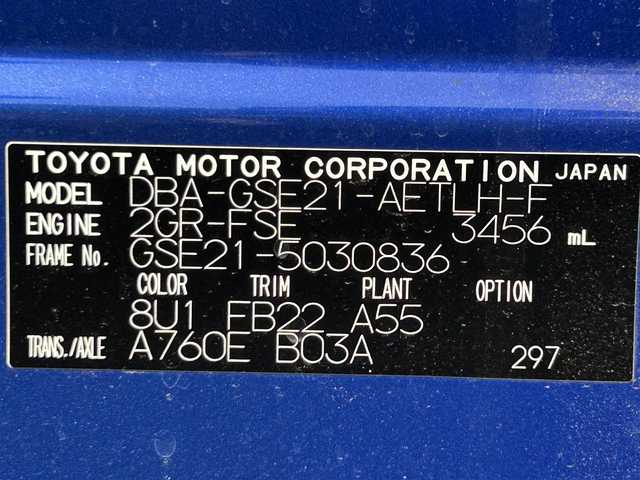 TOYOTA MOTOR CORPORATION JAPAN
MODEL DBA-GSE21-AETLH-F
ENGINE 2GR-FSE 3456 mL
FRAME No. GSE21-5030836
COLOR TRIM PLANT OPTION
8U1 FB22 A55
TRANS./AXLE A760E B03A 297